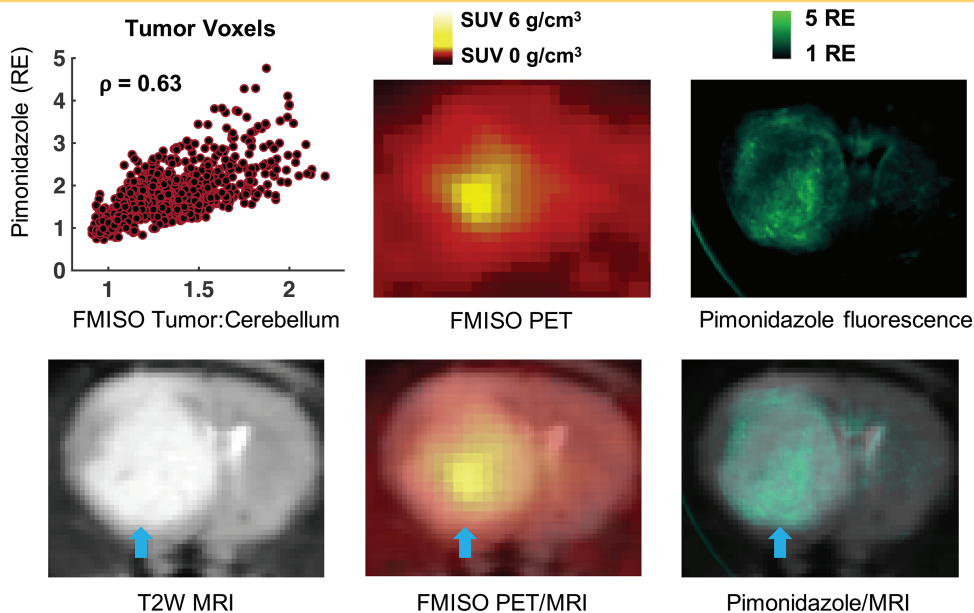 Tumor Voxels
Pimonidazole (RE)
5
4
3
2
1
0
ρ = 0.63
1
1.5
2
FMISO Tumor:Cerebellum
SUV 6 g/cm³
SUV 0 g/cm³
FMISO PET
5 RE
1 RE
Pimonidazole fluorescence
T2W MRI
FMISO PET/MRI
Pimonidazole/MRI